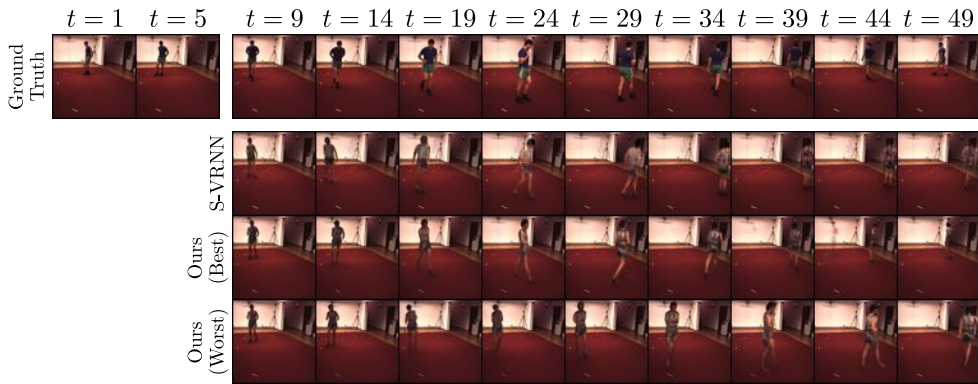 t = 1 t = 5 t = 9 t = 14 t = 19 t = 24 t = 29 t = 34 t = 39 t = 44 t = 49
Ground
Truth
S-VRNN
Ours
(Best)
Ours
(Worst)